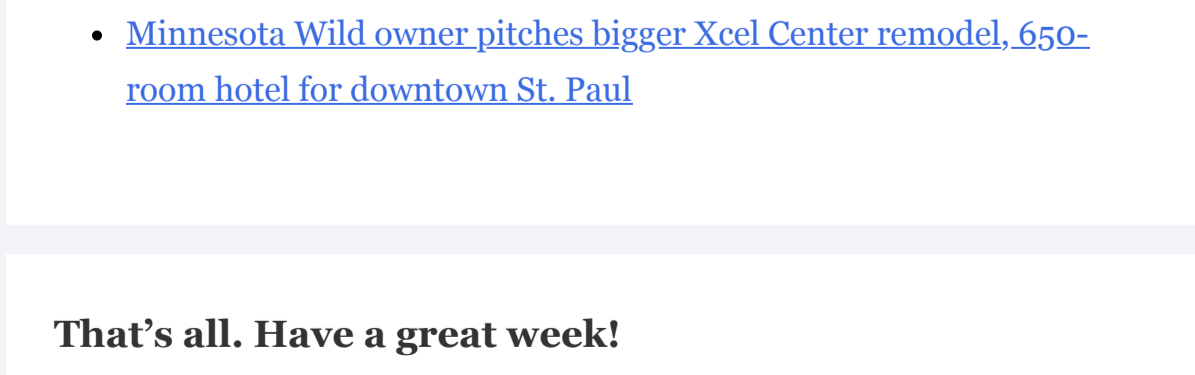 Minnesota Wild owner pitches bigger Xcel Center remodel, 650-
room hotel for downtown St. Paul
That’s all. Have a great week!